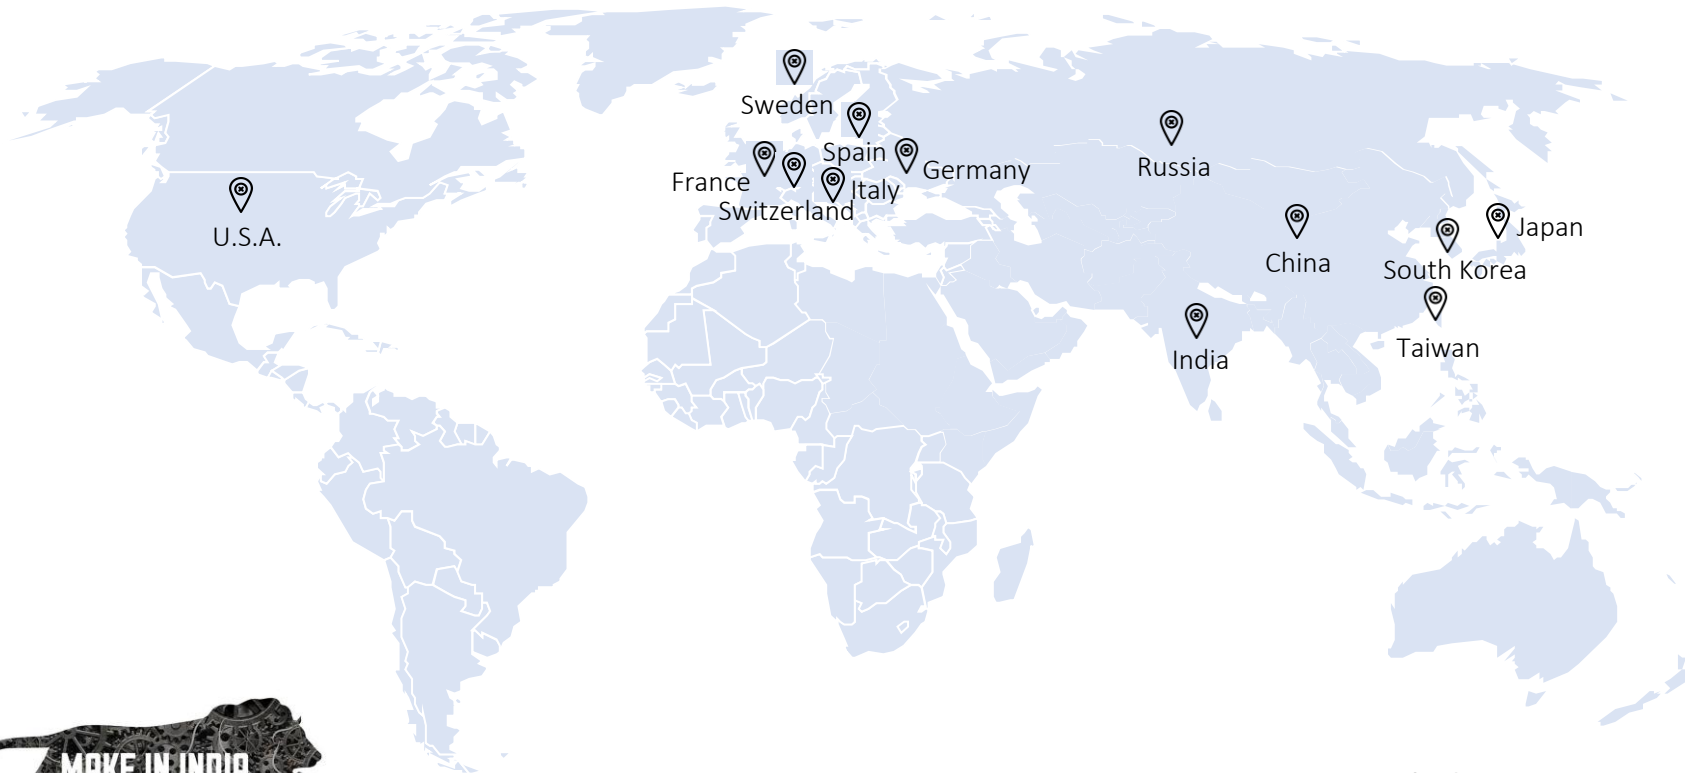 Sweden
Spain
Germany
France
Italy
Switzerland
Russia
U.S.A.
Japan
China
South Korea
India
Taiwan
MAKE IN INDIA